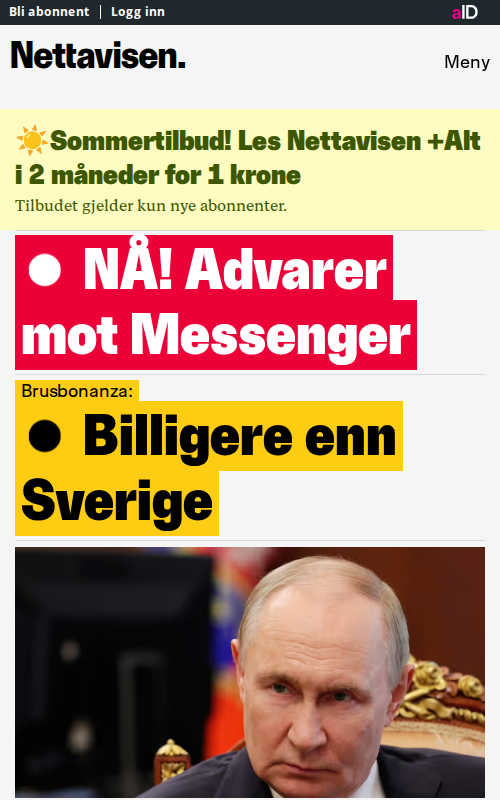 Bli abonnent | Logg inn
aID
Nettavisen.
Meny
☀️Sommertilbud! Les Nettavisen +Alt
i 2 måneder for 1 krone
Tilbudet gjelder kun nye abonnenter.
NÅ! Advarer
mot Messenger
Brusbonanza:
Billigere enn
Sverige